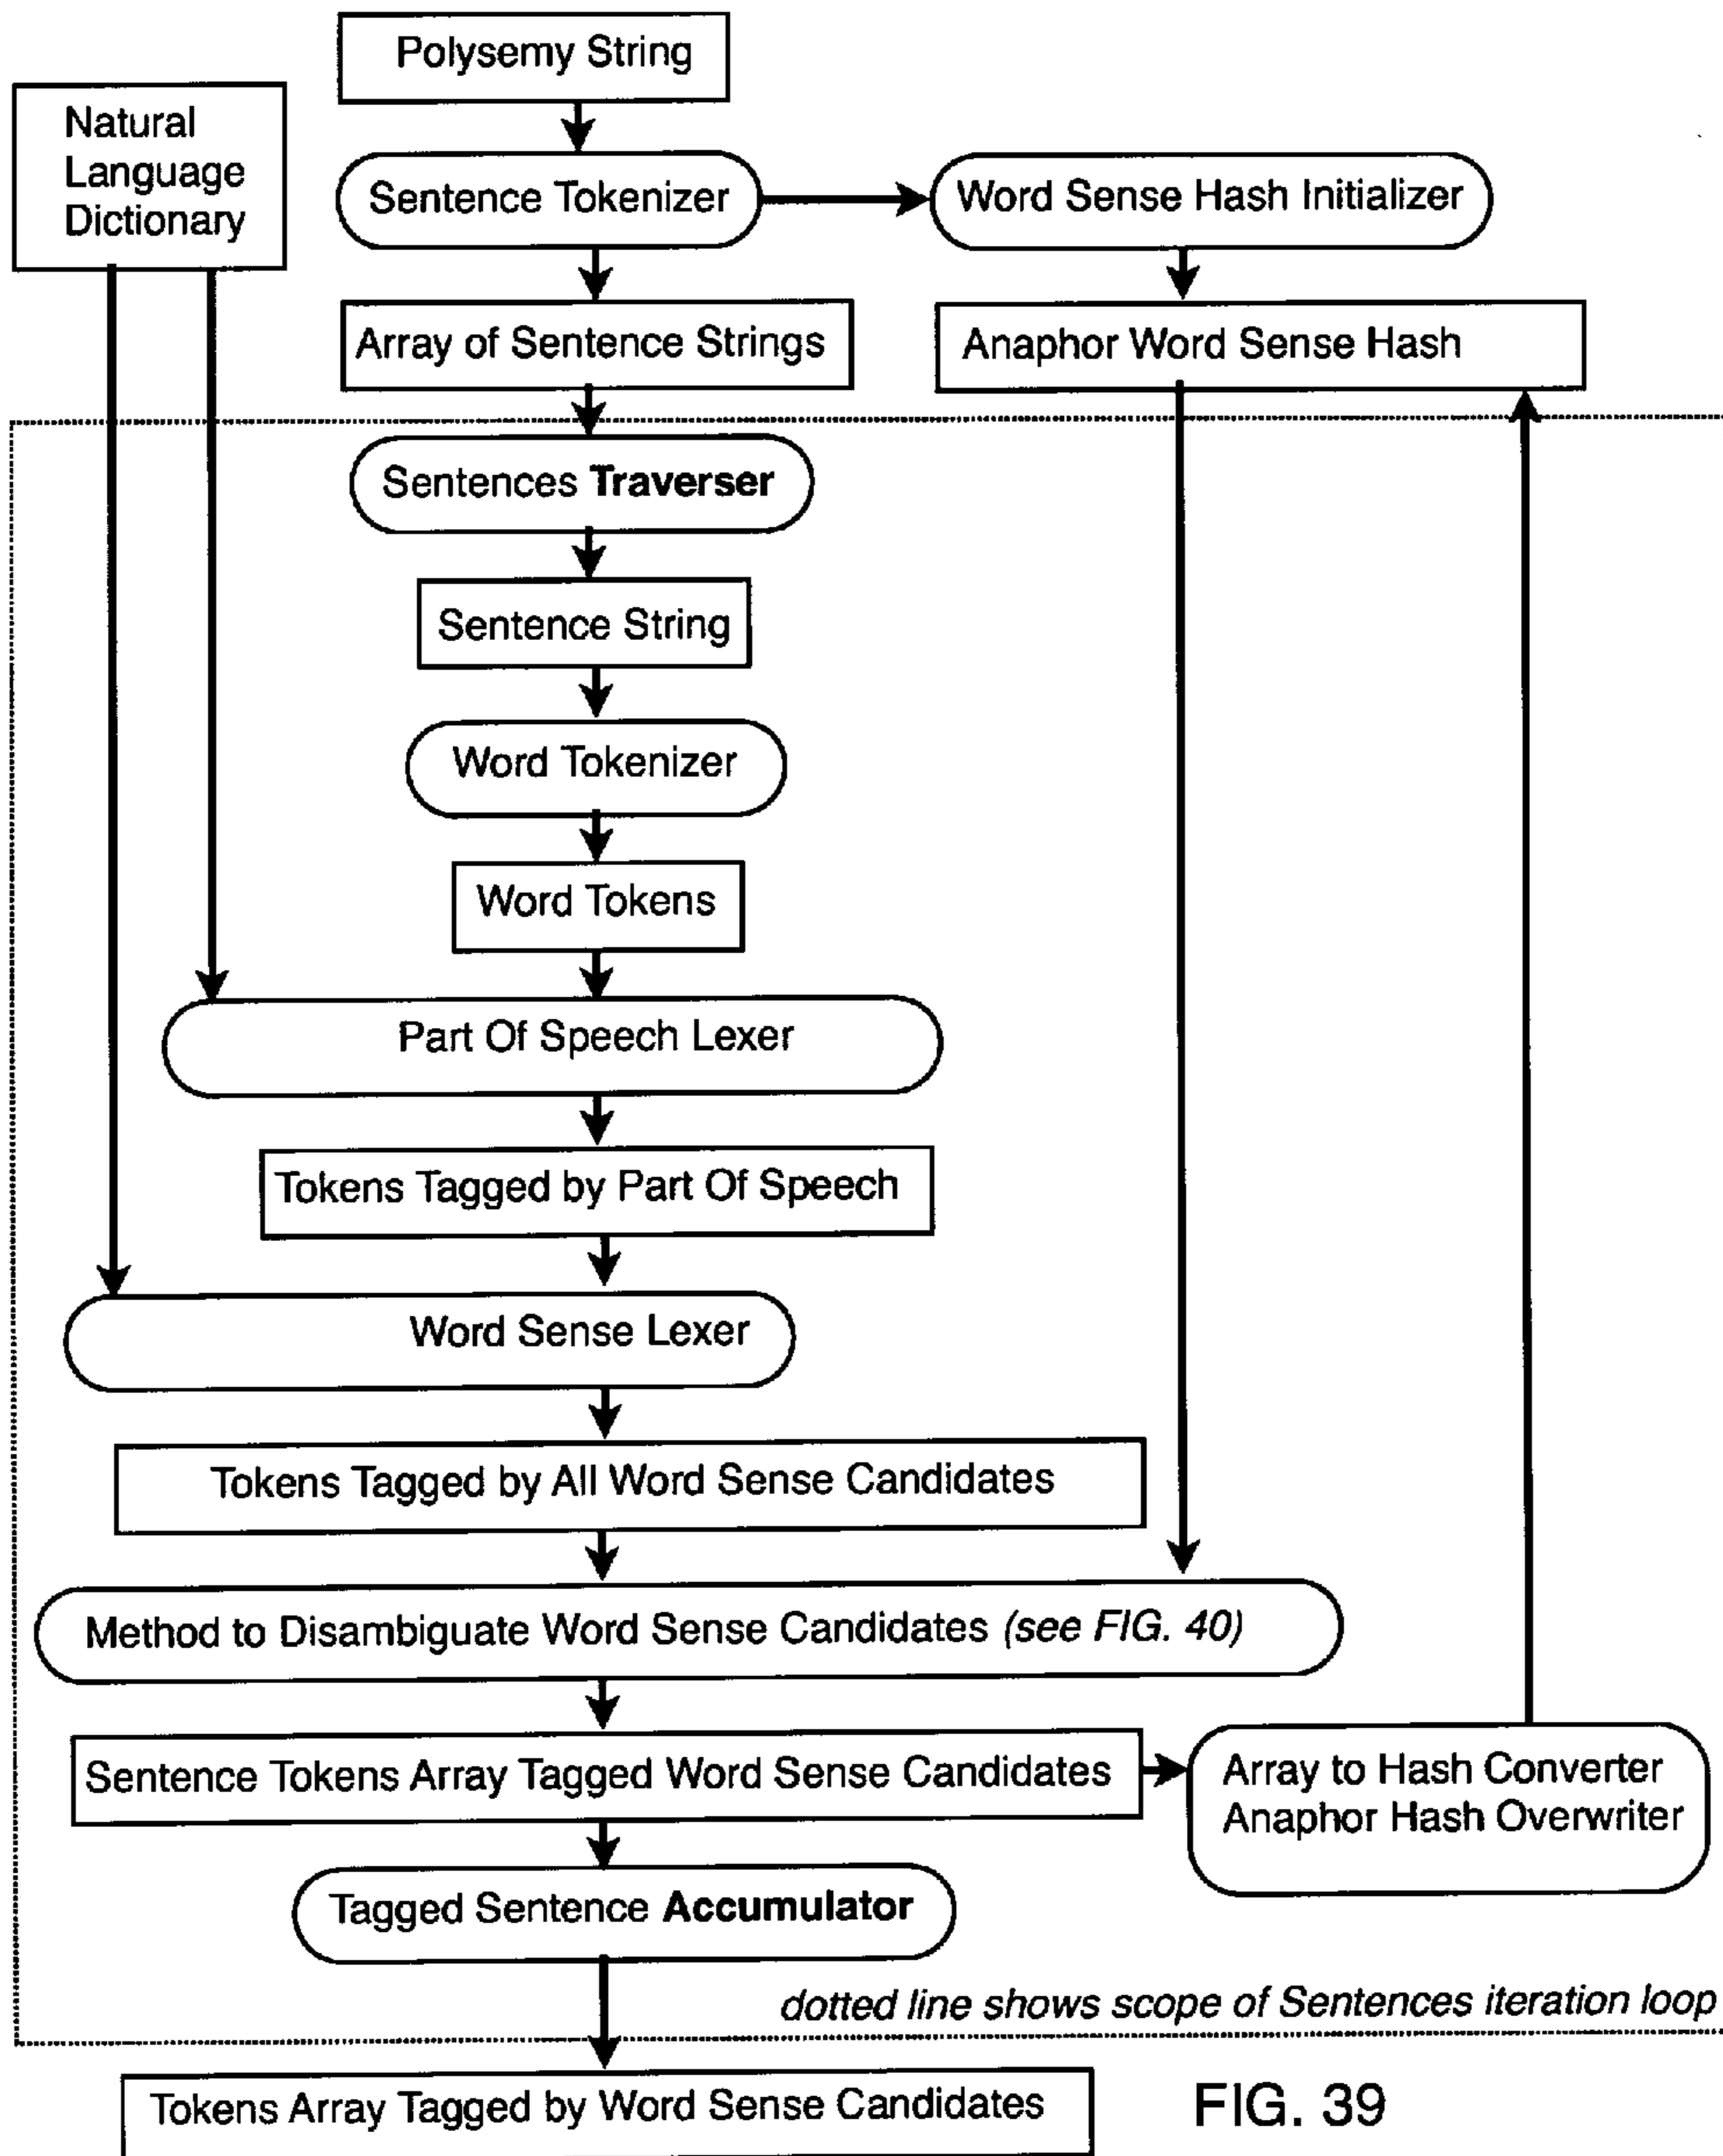 Polysemy String
Natural
Language
Dictionary
Sentence Tokenizer
Word Sense Hash Initializer
Array of Sentence Strings
Anaphor Word Sense Hash
Sentences Traverser
Sentence String
Word Tokenizer
Word Tokens
Part Of Speech Lexer
Tokens Tagged by Part Of Speech
Word Sense Lexer
Tokens Tagged by All Word Sense Candidates
Method to Disambiguate Word Sense Candidates (see FIG. 40)
Sentence Tokens Array Tagged Word Sense Candidates
Array to Hash Converter
Anaphor Hash Overwriter
Tagged Sentence Accumulator
dotted line shows scope of Sentences iteration loop
Tokens Array Tagged by Word Sense Candidates
FIG. 39